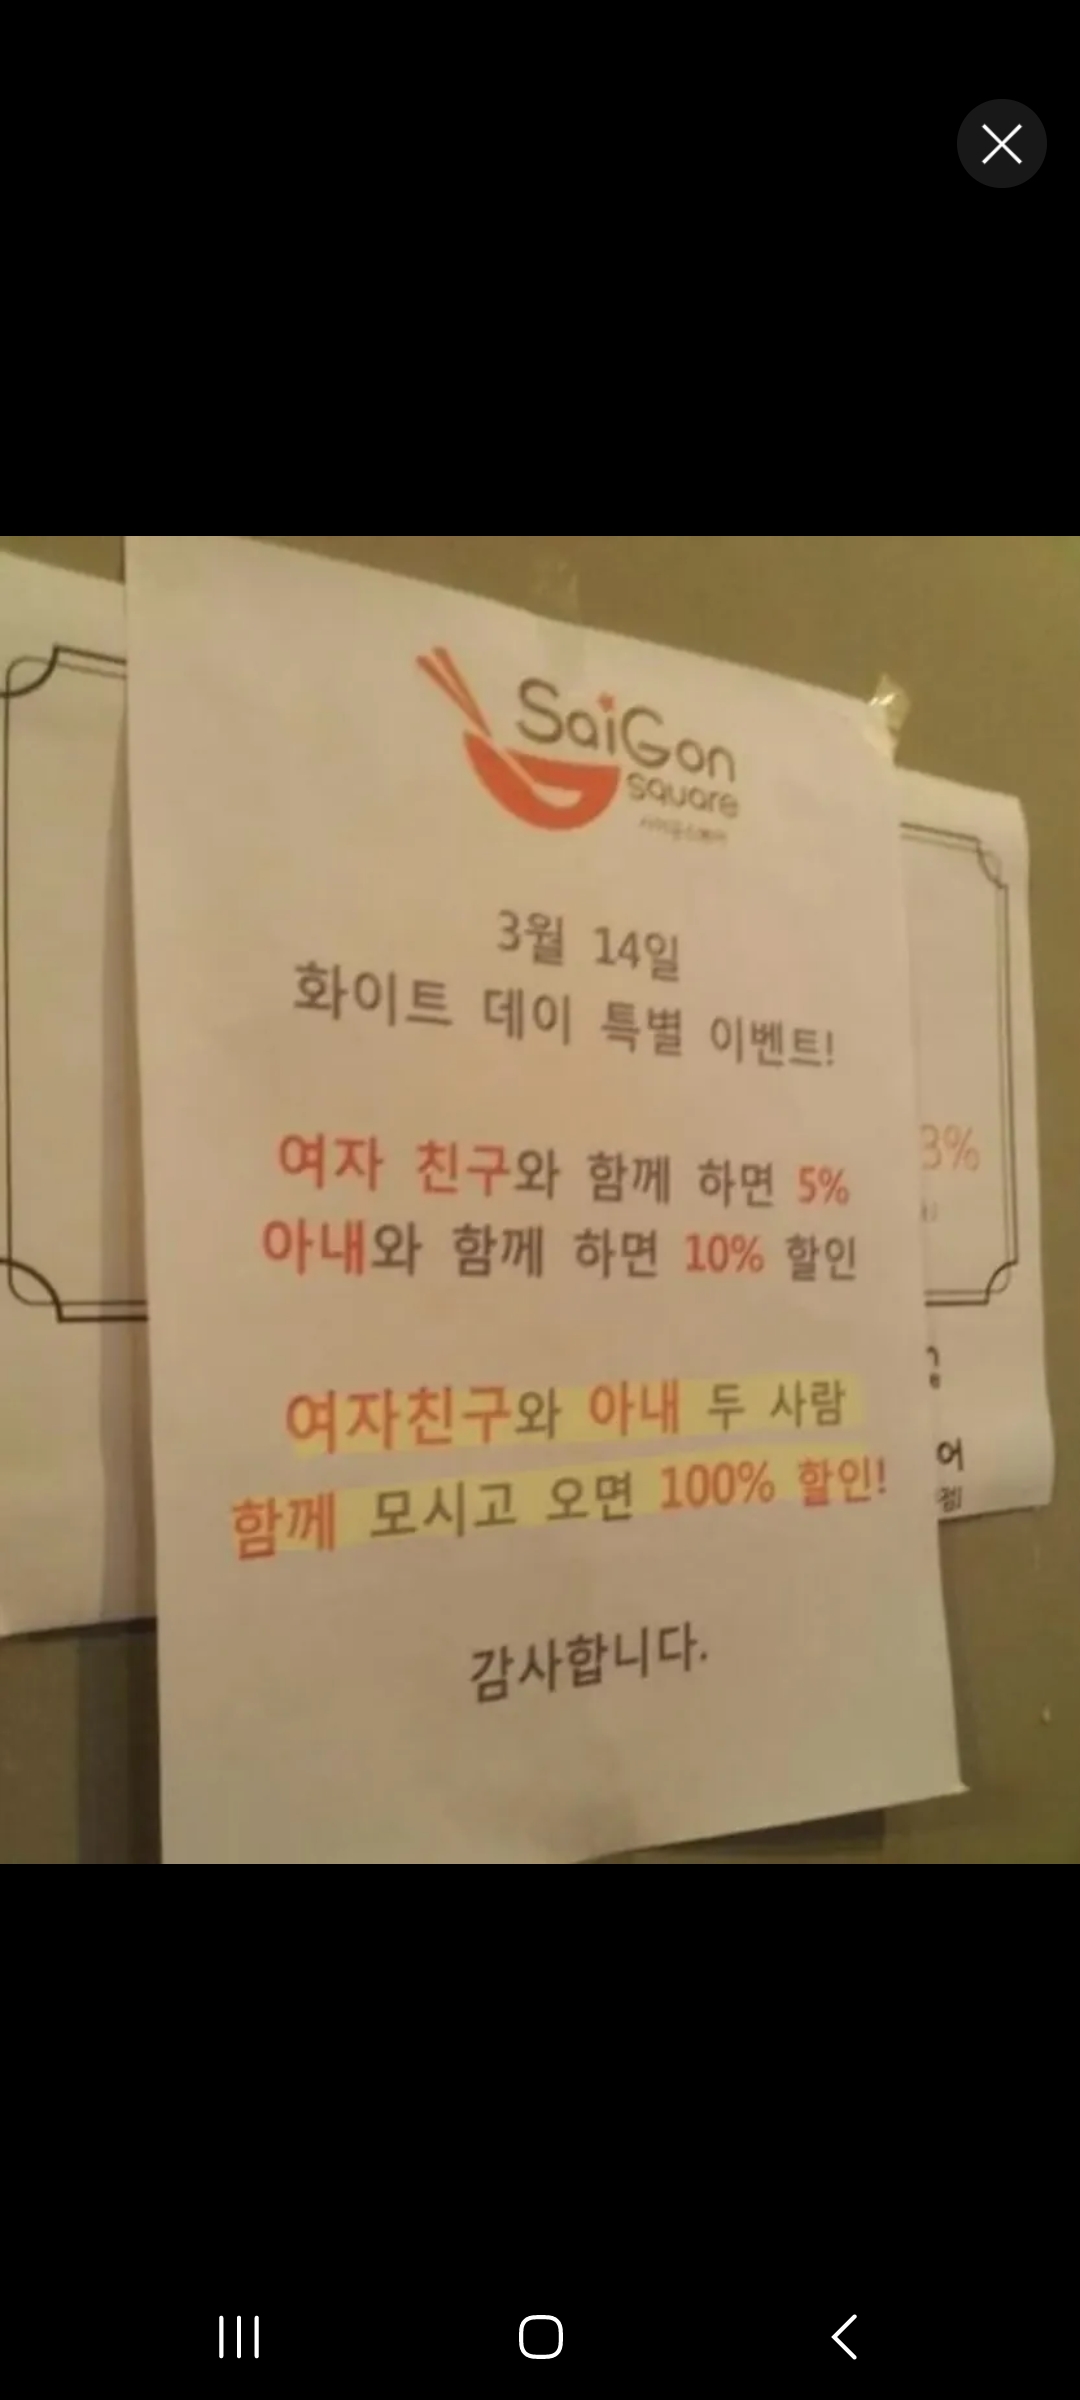 SaiGon
square
3월 14일
화이트 데이 특별 이벤트!
여자 친구와 함께 하면 5%
아내와 함께 하면 10% 할인
여자친구와 아내 두 사람
함께 모시고 오면 100% 할인!
감사합니다.
3%
어